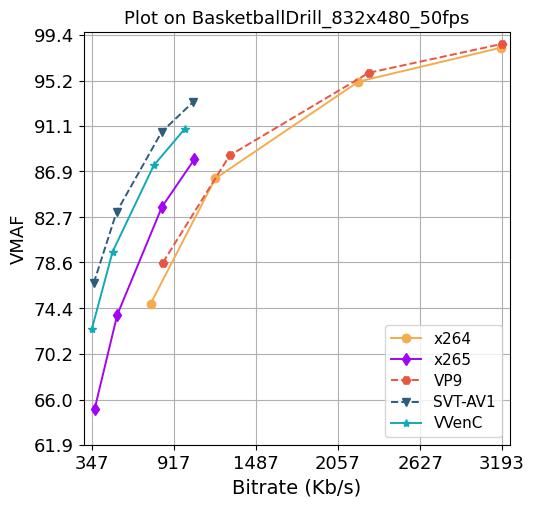 Plot on BasketballDrill_832x480_50fps
VMAF
99.4
95.2
91.1
86.9
82.7
78.6
74.4
70.2
66.0
61.9
x264
x265
VP9
SVT-AV1
VVenC
347 917 1487 2057 2627 3193
Bitrate (Kb/s)